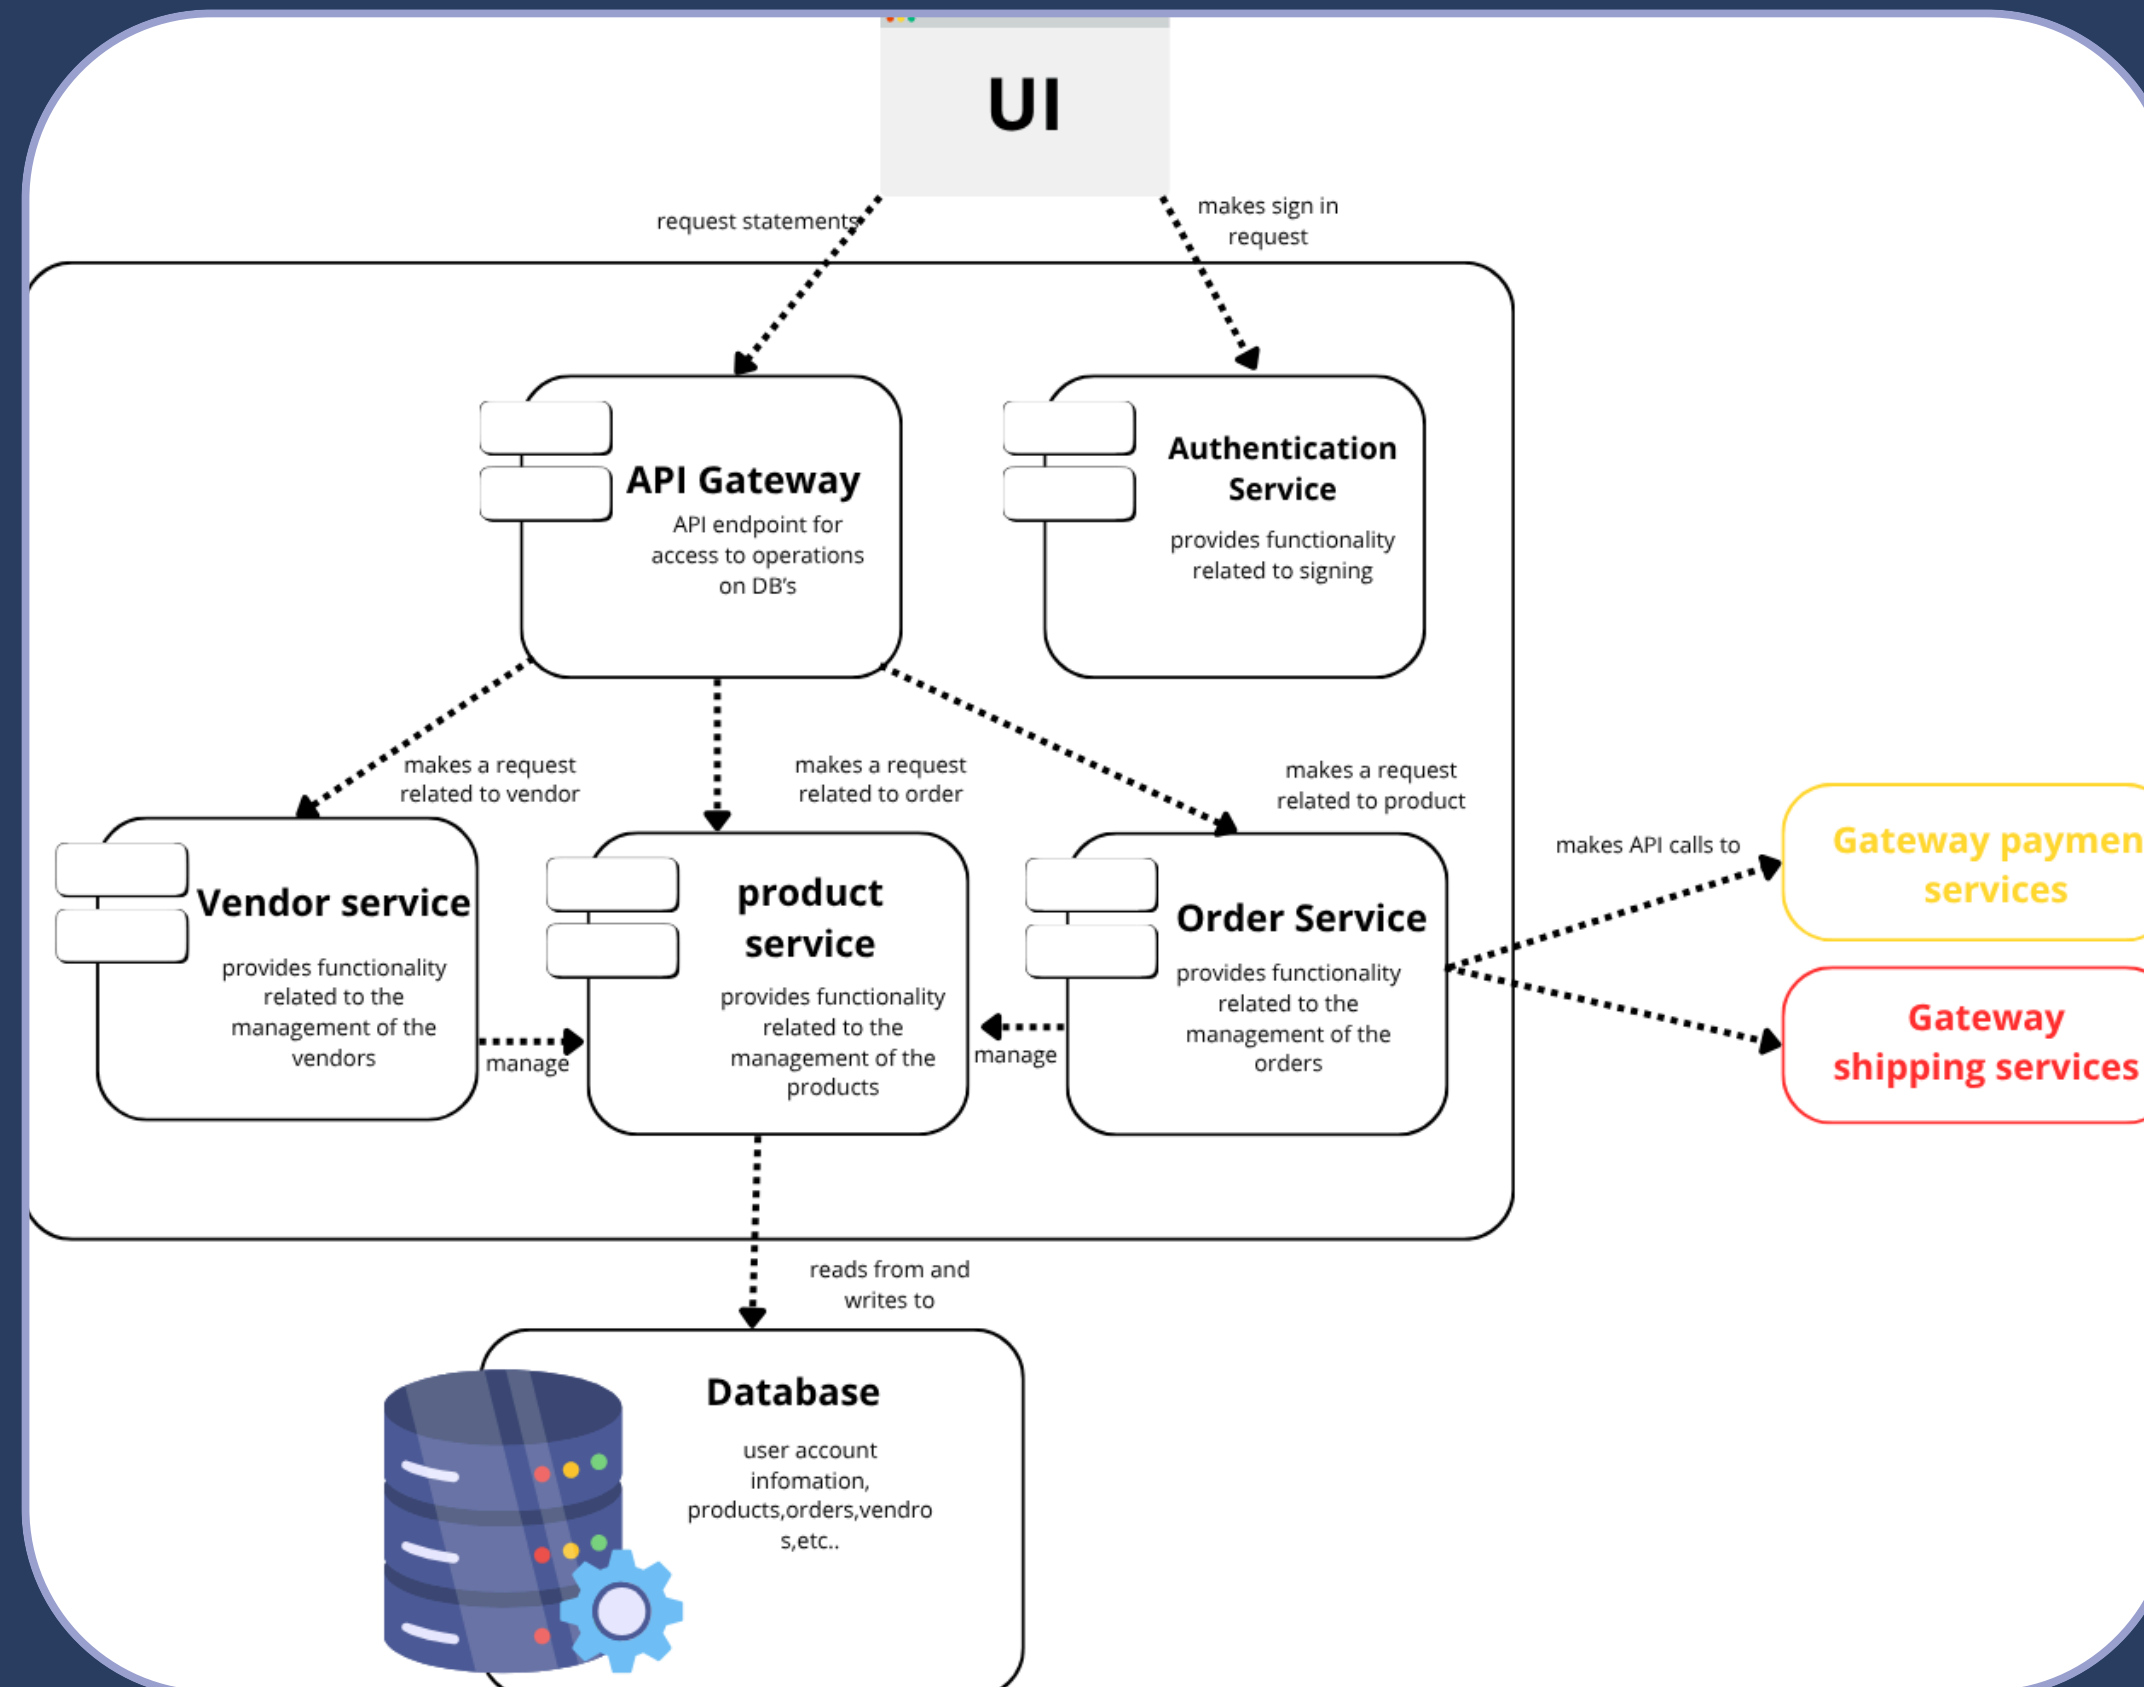 UI
request statements
makes sign in
request
API Gateway
API endpoint for
access to operations
on DB's
Authentication
Service
provides functionality
related to signing
makes a request
related to vendor
makes a request
related to order
makes a request
related to product
Vendor service
provides functionality
related to the
management of the
vendors
manage
product
service
provides functionality
related to the
management of the
products
manage
Order Service
provides functionality
related to the
management of the
orders
makes API calls to
Gateway paymen
services
Gateway
shipping services
reads from and
writes to
Database
user account
infomation,
products,orders,vendro
s,etc..